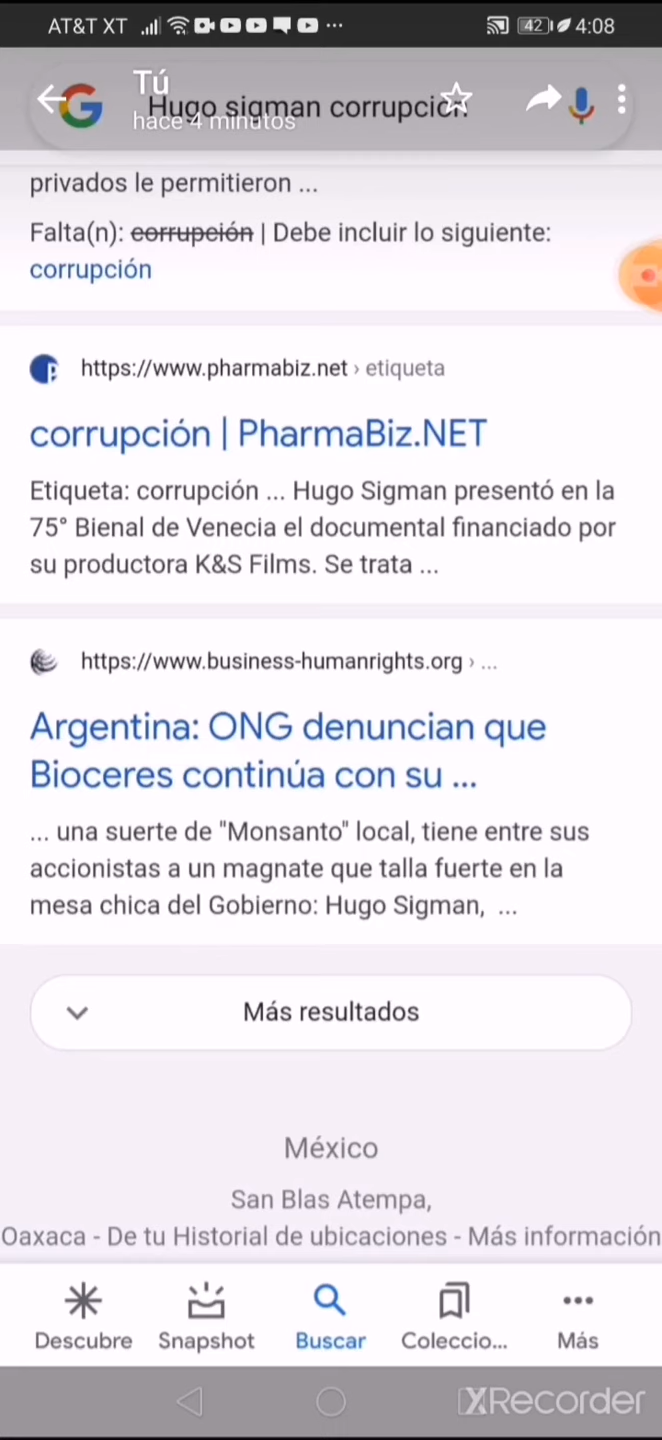 AT&T XT ... 42 4:08
Tú
Hugo sigman corrupción
hace 4 minutos
privados le permitieron ...
Falta(n): corrupción | Debe incluir lo siguiente:
corrupción
https://www.pharmabiz.net › etiqueta
corrupción | PharmaBiz.NET
Etiqueta: corrupción ... Hugo Sigman presentó en la
75° Bienal de Venecia el documental financiado por
su productora K&S Films. Se trata ...
https://www.business-humanrights.org › ...
Argentina: ONG denuncian que
Bioceres continúa con su ...
... una suerte de "Monsanto" local, tiene entre sus
accionistas a un magnate que talla fuerte en la
mesa chica del Gobierno: Hugo Sigman, ...
Más resultados
México
San Blas Atempa,
Oaxaca - De tu Historial de ubicaciones - Más información
Descubre Snapshot Buscar Coleccio... Más
XRecorder